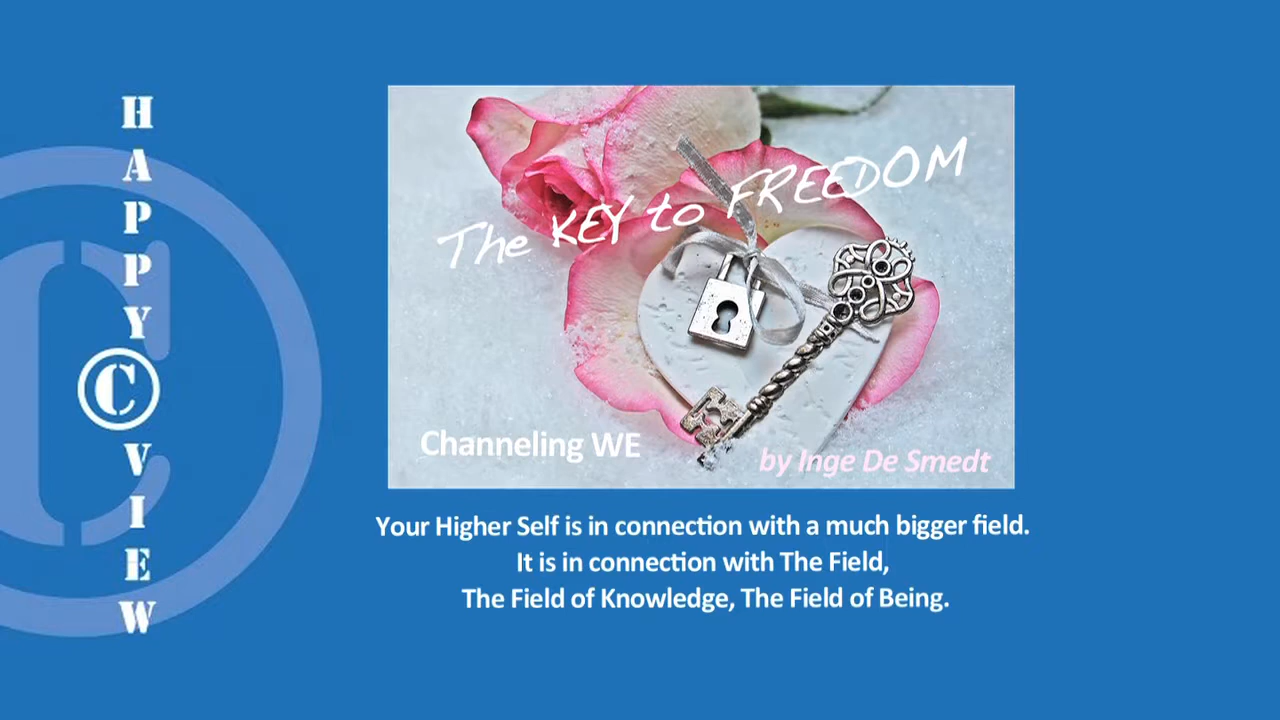 HAPPY © VIEW
The KEY to FREEDOM
Channeling WE
by Inge De Smedt
Your Higher Self is in connection with a much bigger field.
It is in connection with The Field,
The Field of Knowledge, The Field of Being.